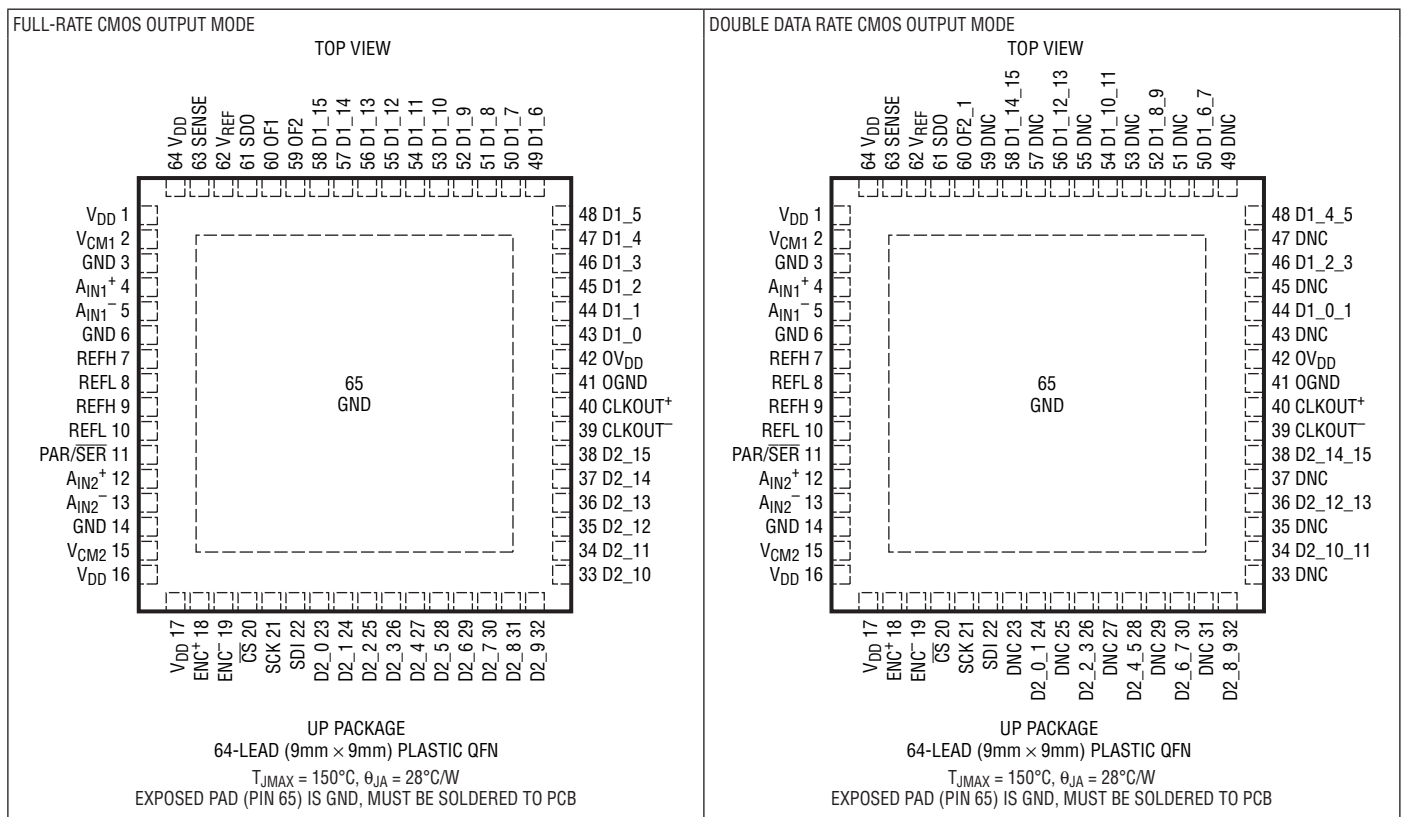 FULL-RATE CMOS OUTPUT MODE
TOP VIEW
64 VDD
63 SENSE
62 VREF
61 SDO
60 OF1
59 OF2
58 D1_15
57 D1_14
56 D1_13
55 D1_12
54 D1_11
53 D1_10
52 D1_9
51 D1_8
50 D1_7
49 D1_6
VDD 1
VCM1 2
GND 3
AIN1+ 4
AIN1– 5
GND 6
REFH 7
REFL 8
REFH 9
REFL 10
PAR/SER 11
AIN2+ 12
AIN2– 13
GND 14
VCM2 15
VDD 16
65
GND
48 D1_5
47 D1_4
46 D1_3
45 D1_2
44 D1_1
43 D1_0
42 OVDD
41 OGND
40 CLKOUT+
39 CLKOUT–
38 D2_15
37 D2_14
36 D2_13
35 D2_12
34 D2_11
33 D2_10
VDD 17
ENC+ 18
ENC– 19
CS 20
SCK 21
SDI 22
D2_0 23
D2_1 24
D2_2 25
D2_3 26
D2_4 27
D2_5 28
D2_6 29
D2_7 30
D2_8 31
D2_9 32
UP PACKAGE
64-LEAD (9mm × 9mm) PLASTIC QFN
TJMAX = 150°C, θJA = 28°C/W
EXPOSED PAD (PIN 65) IS GND, MUST BE SOLDERED TO PCB
DOUBLE DATA RATE CMOS OUTPUT MODE
TOP VIEW
64 VDD
63 SENSE
62 VREF
61 SDO
60 OF2_1
59 DNC
58 D1_14_15
57 DNC
56 D1_12_13
55 DNC
54 D1_10_11
53 DNC
52 D1_8_9
51 DNC
50 D1_6_7
49 DNC
VDD 1
VCM1 2
GND 3
AIN1+ 4
AIN1– 5
GND 6
REFH 7
REFL 8
REFH 9
REFL 10
PAR/SER 11
AIN2+ 12
AIN2– 13
GND 14
VCM2 15
VDD 16
65
GND
48 D1_4_5
47 DNC
46 D1_2_3
45 DNC
44 D1_0_1
43 DNC
42 OVDD
41 OGND
40 CLKOUT+
39 CLKOUT–
38 D2_14_15
37 DNC
36 D2_12_13
35 DNC
34 D2_10_11
33 DNC
VDD 17
ENC+ 18
ENC– 19
CS 20
SCK 21
SDI 22
DNC 23
D2_0_1 24
DNC 25
D2_2_3 26
DNC 27
D2_4_5 28
DNC 29
D2_6_7 30
DNC 31
D2_8_9 32
UP PACKAGE
64-LEAD (9mm × 9mm) PLASTIC QFN
TJMAX = 150°C, θJA = 28°C/W
EXPOSED PAD (PIN 65) IS GND, MUST BE SOLDERED TO PCB